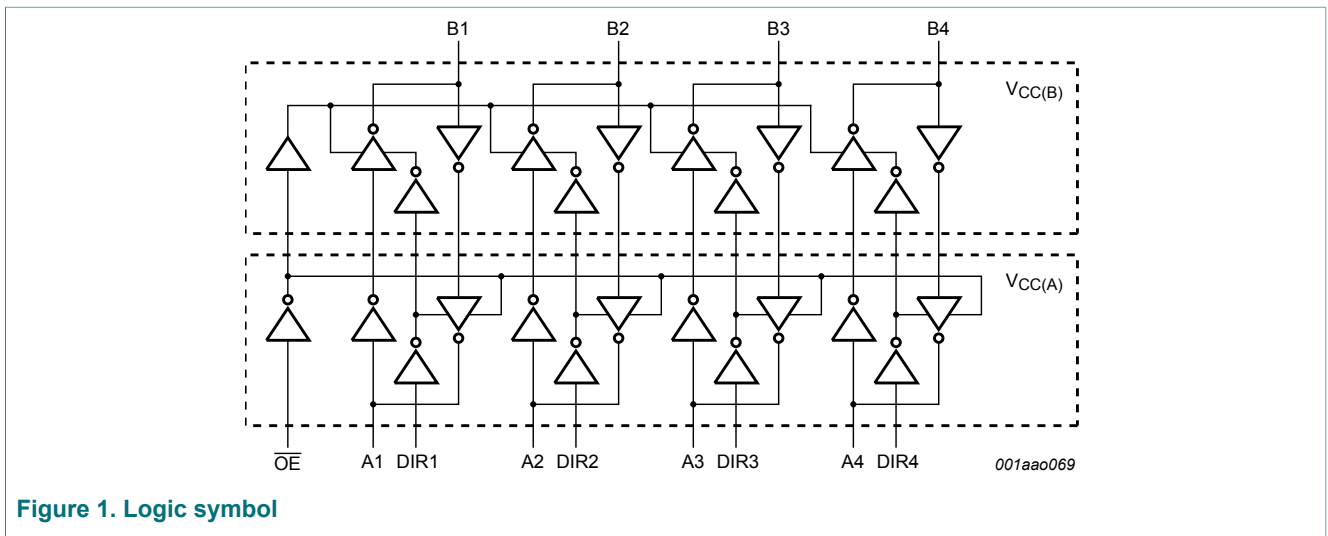 B1 B2 B3 B4
VCC(B)
VCC(A)
OE A1 DIR1 A2 DIR2 A3 DIR3 A4 DIR4
001aao069
Figure 1. Logic symbol